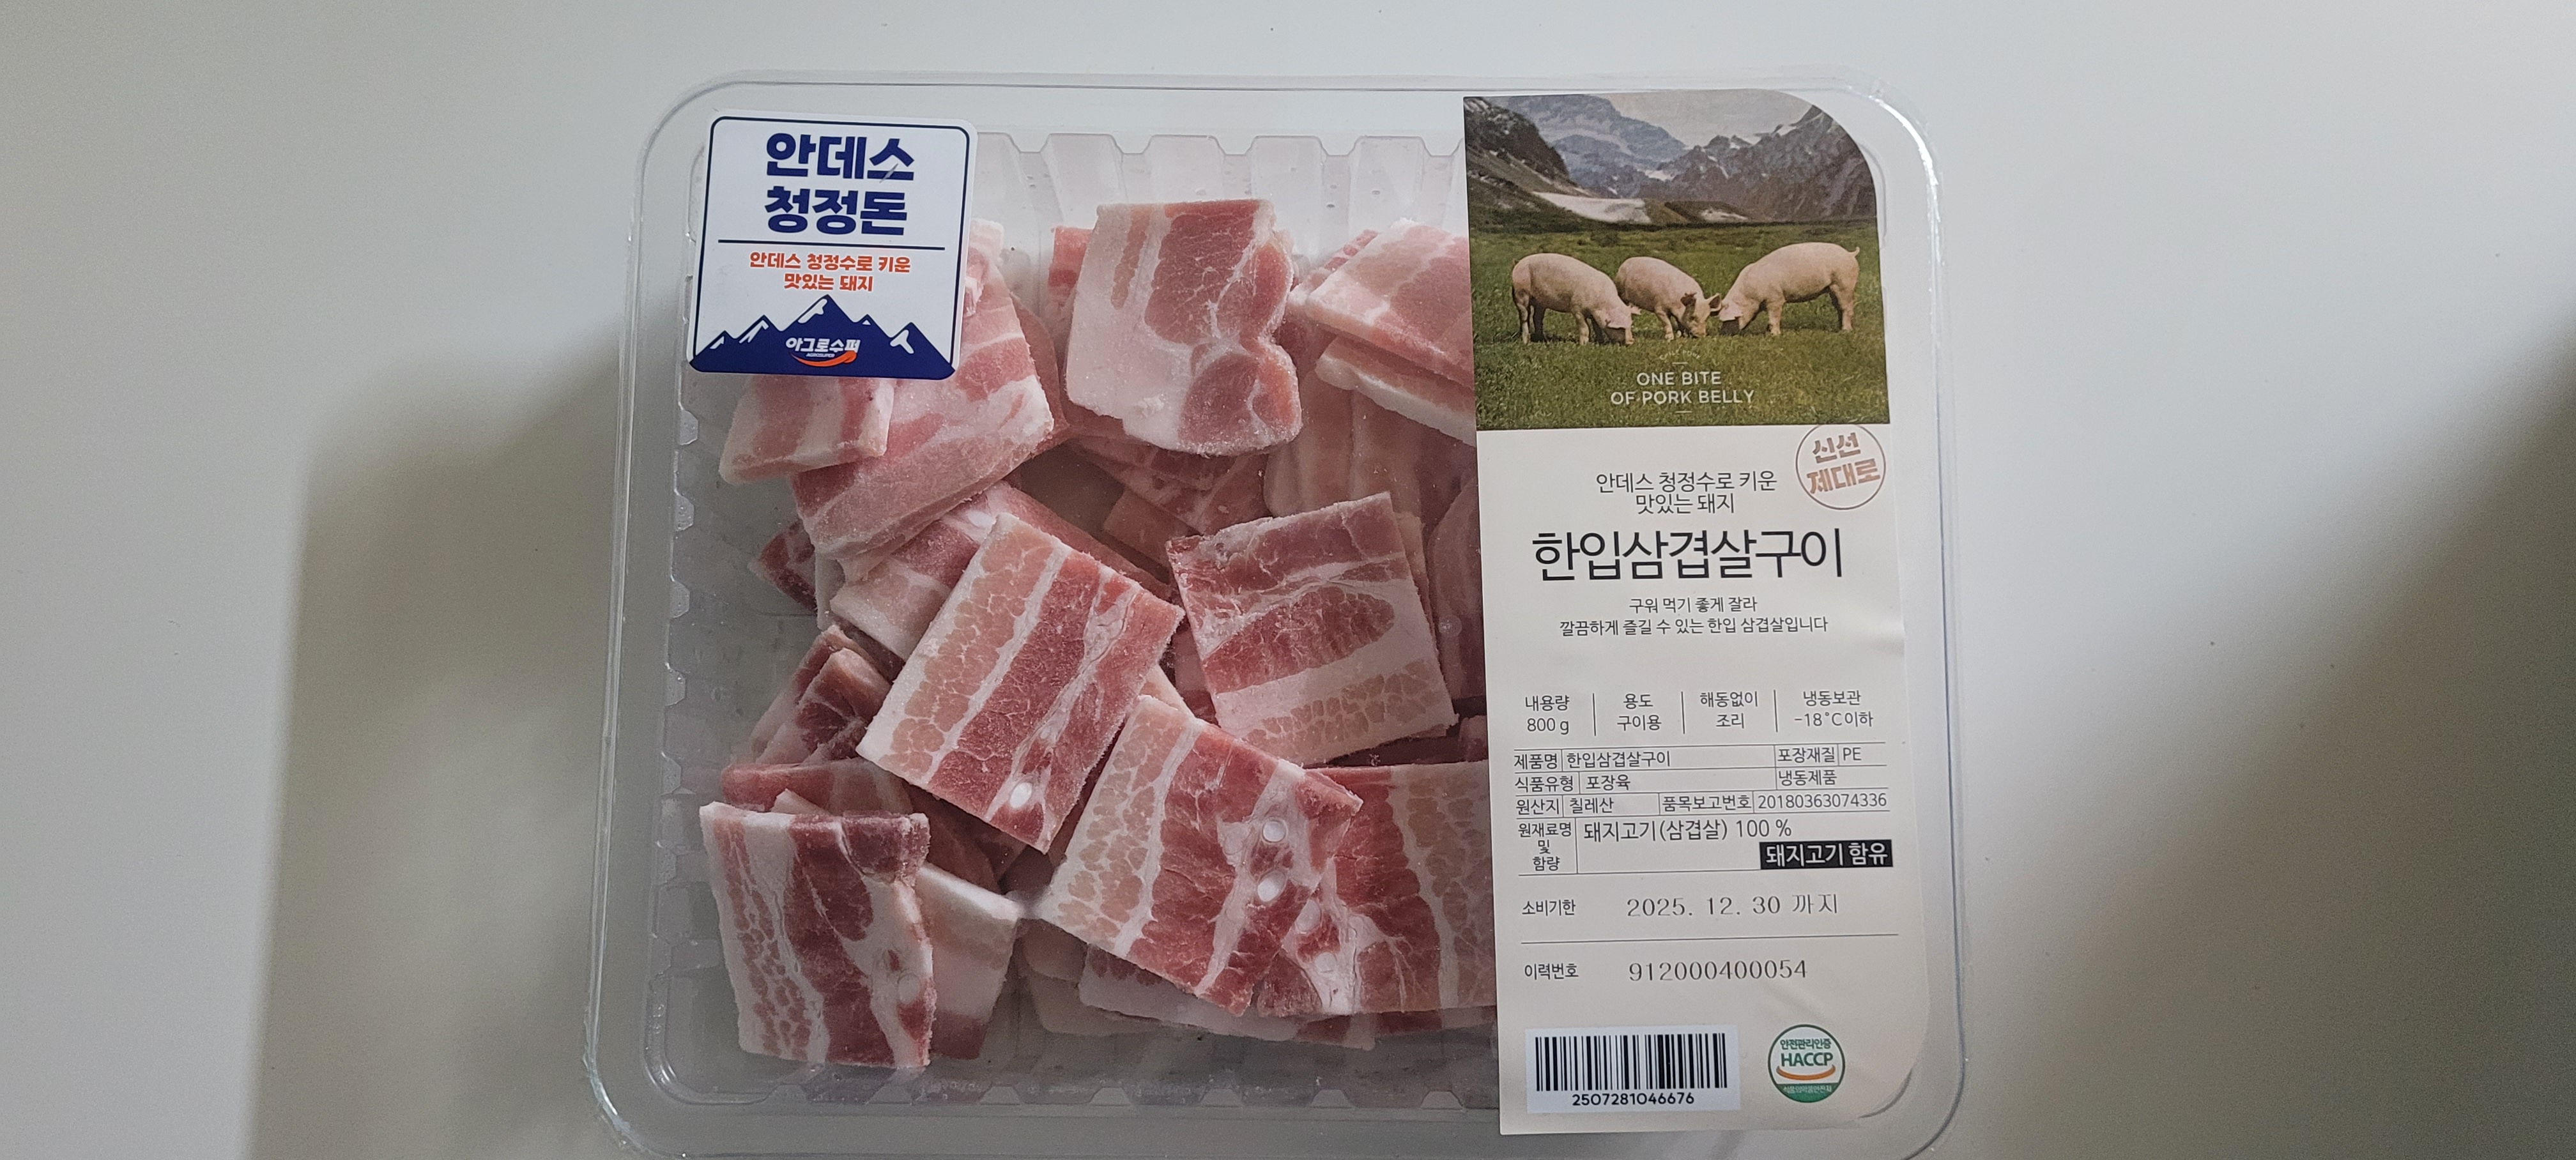 안데스
청정돈
안데스 청정수로 키운
맛있는 돼지
아그로수퍼
AGROSUPER
ONE BITE
OF PORK BELLY
신선
제대로
안데스 청정수로 키운
맛있는 돼지
한입삼겹살구이
구워 먹기 좋게 잘라
깔끔하게 즐길 수 있는 한입 삼겹살입니다
내용량 용도 해동없이 냉동보관
800 g 구이용 조리 -18˚C이하
제품명 한입삼겹살구이 포장재질 PE
식품유형 포장육 냉동제품
원산지 칠레산 품목보고번호 20180363074336
원재료명 및 함량 돼지고기(삼겹살) 100 %
돼지고기 함유
소비기한 2025. 12. 30 까지
이력번호 912000400054
2507281046676
안전관리인증
HACCP